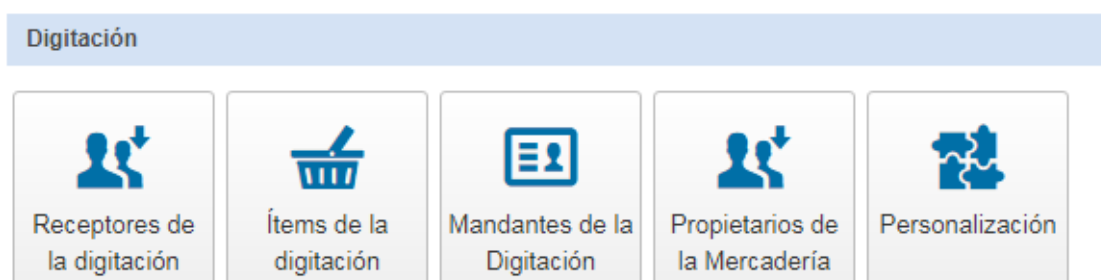 Digitación
Receptores de
la digitación
Ítems de la
digitación
Mandantes de la
Digitación
Propietarios de
la Mercadería
Personalización